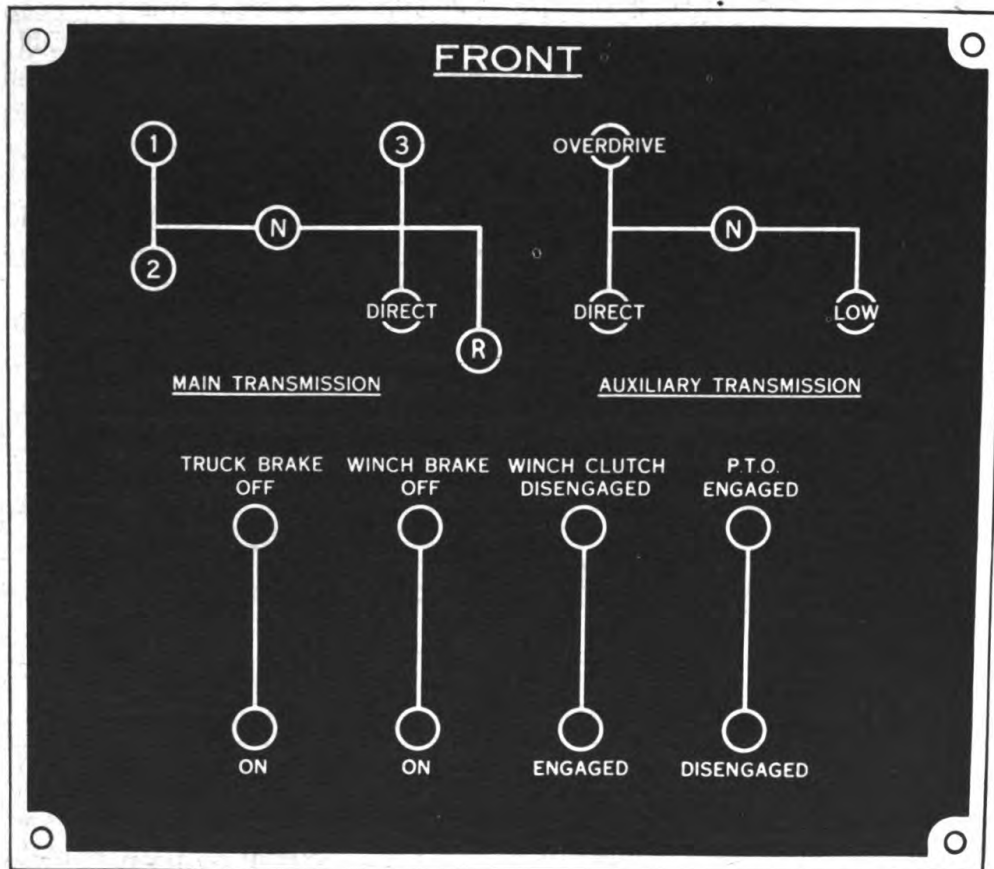 FRONT
1 3 OVERDRIVE
N N
2
DIRECT DIRECT LOW
R
MAIN TRANSMISSION AUXILIARY TRANSMISSION
TRUCK BRAKE WINCH BRAKE WINCH CLUTCH P.T.O.
OFF OFF DISENGAGED ENGAGED
ON ON ENGAGED DISENGAGED